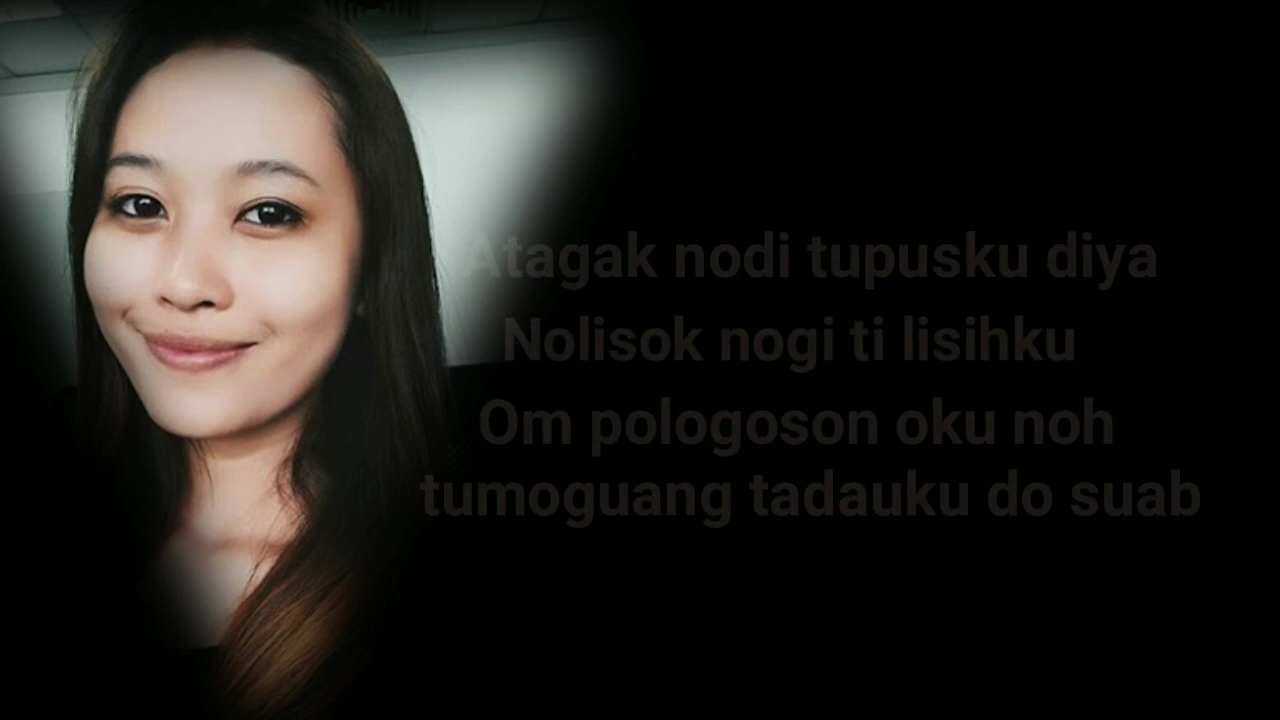 Atagak nodi tupusku diya
Nolisok nogi ti lisihku
Om pologoson oku noh
tumoguang tadauku do suab